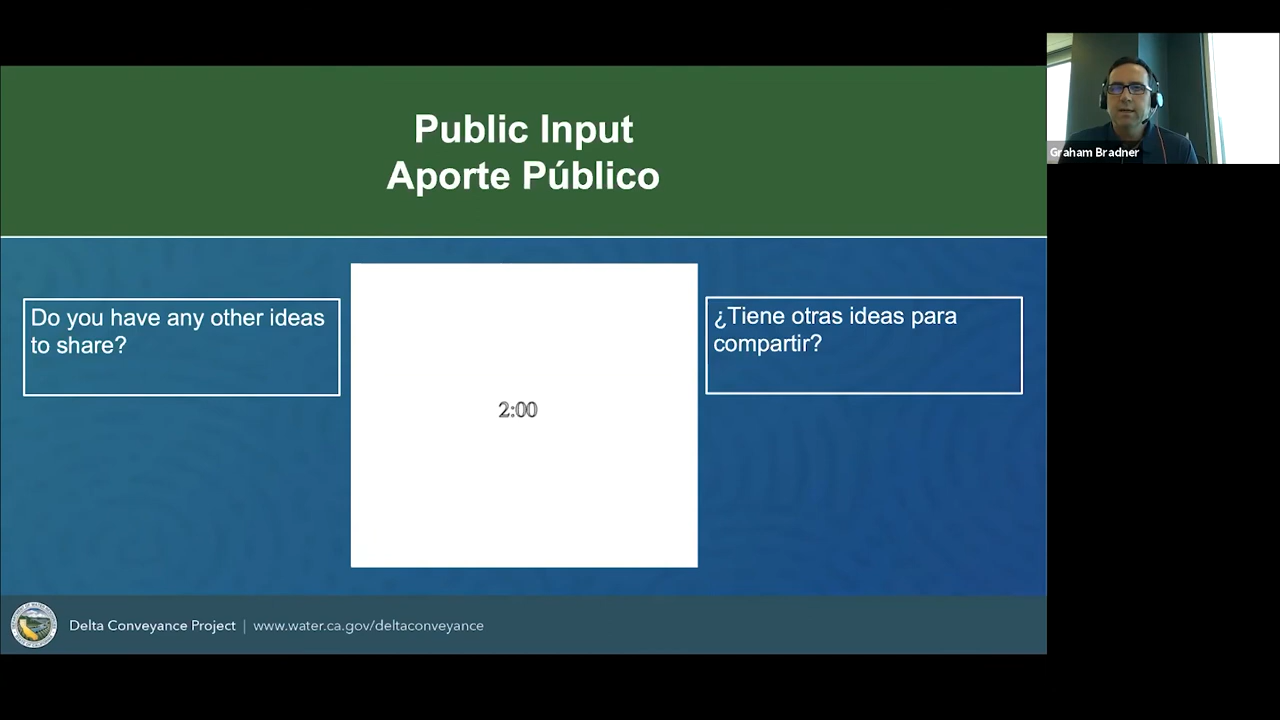 Public Input
Aporte Público
Graham Bradner
Do you have any other ideas
to share?
¿Tiene otras ideas para
compartir?
2:00
Delta Conveyance Project | www.water.ca.gov/deltaconveyance